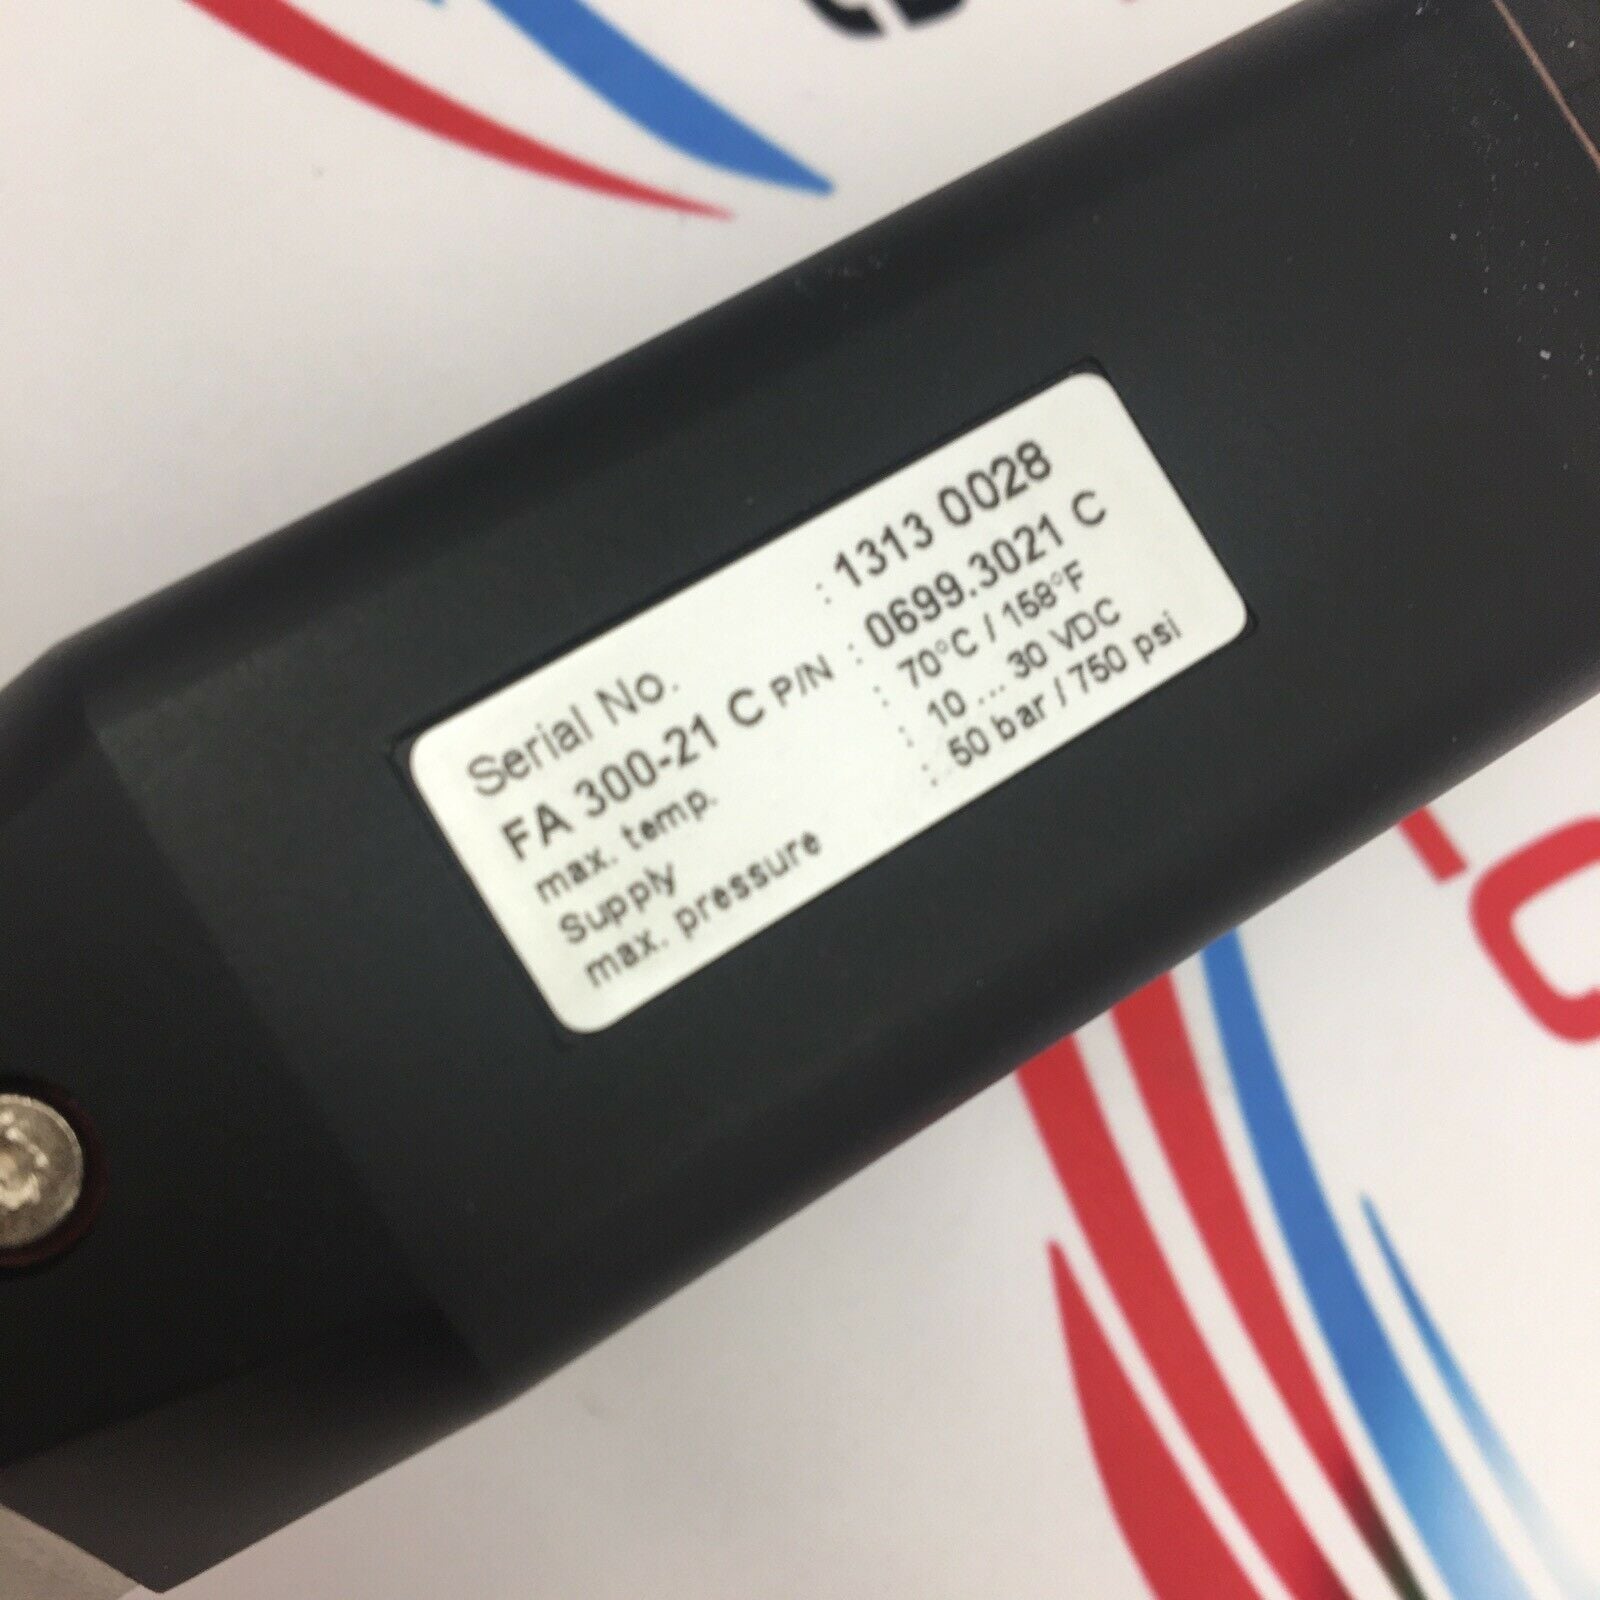 Serial No. : 1313 0028
FA 300-21 C P/N : 0699.3021 C
max. temp. : 70°C / 158°F
Supply : 10 ... 30 VDC
max. pressure : 50 bar / 750 psi